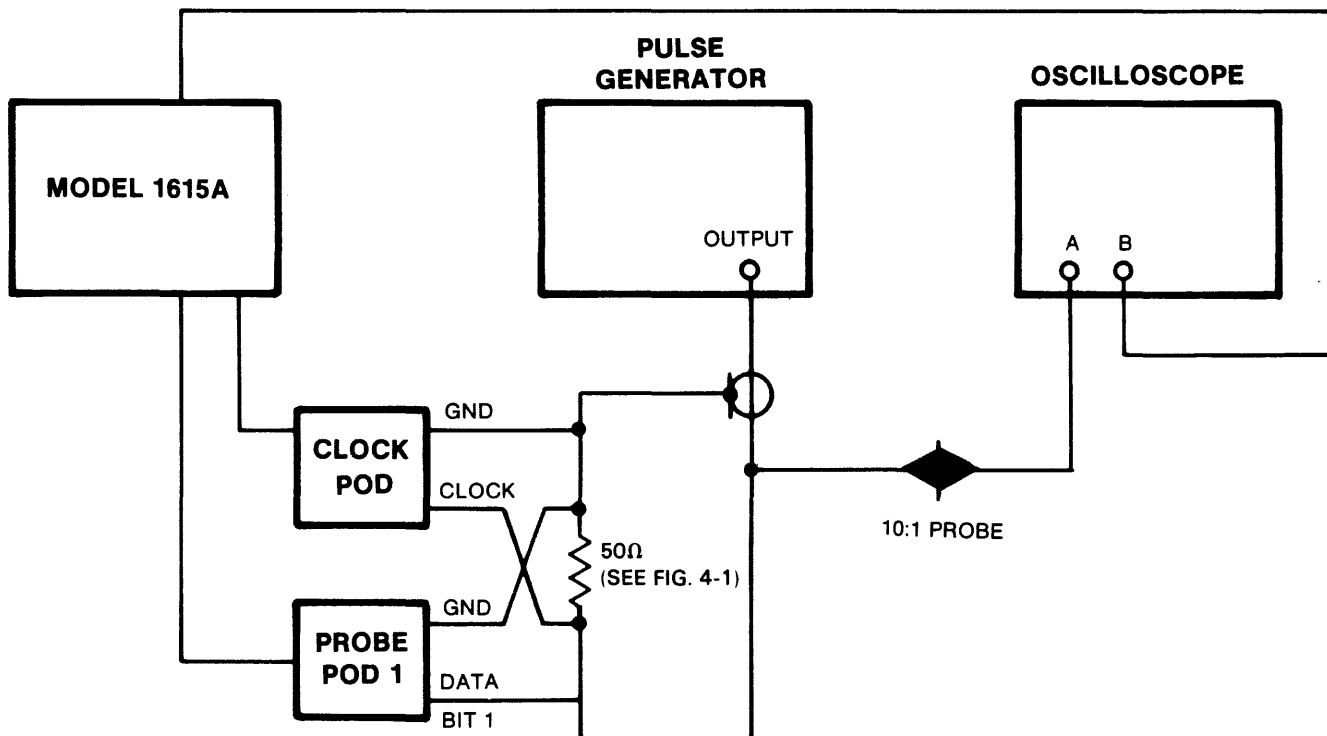 PULSE
GENERATOR
OSCILLOSCOPE
MODEL 1615A
OUTPUT
A B
GND
CLOCK
POD
CLOCK
10:1 PROBE
50Ω
(SEE FIG. 4-1)
GND
PROBE
POD 1
DATA
BIT 1